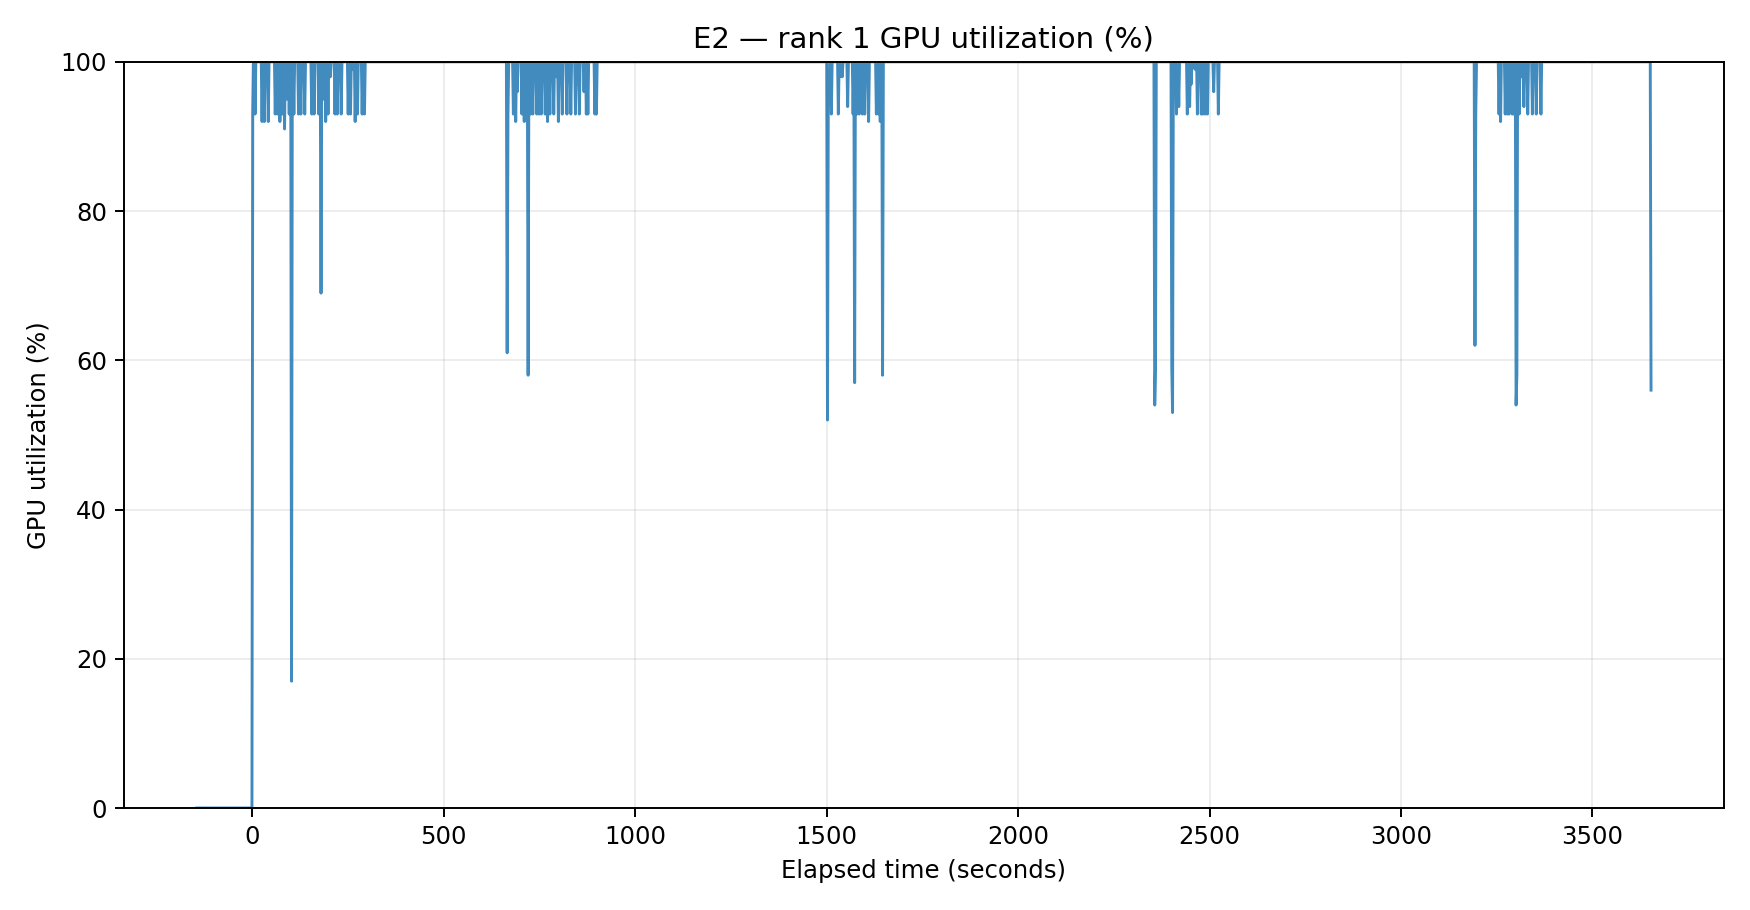 E2 — rank 1 GPU utilization (%)
100
80
60
40
20
0
GPU utilization (%)
0 500 1000 1500 2000 2500 3000 3500
Elapsed time (seconds)